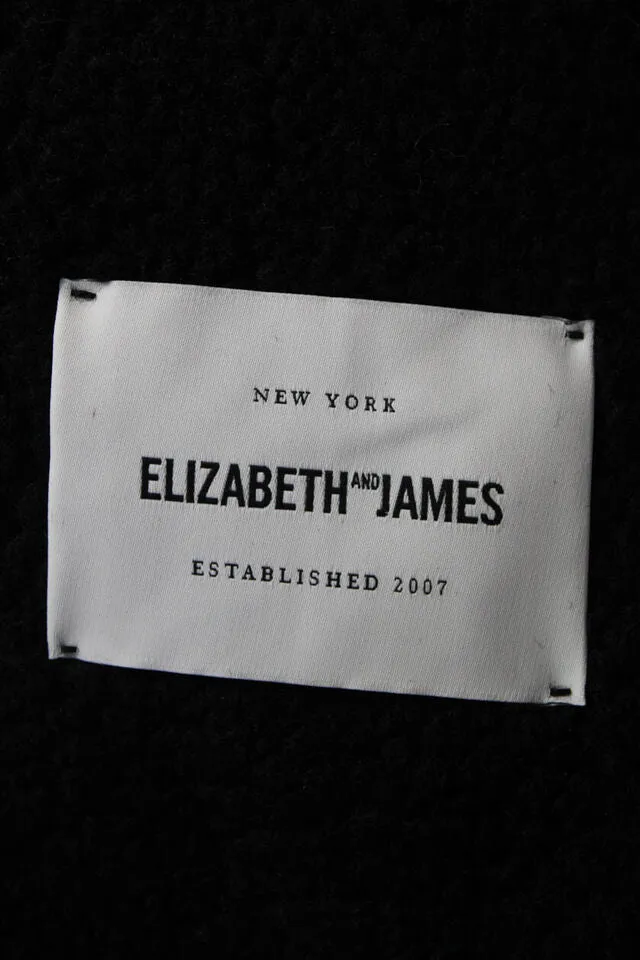 NEW YORK
ELIZABETH AND JAMES
ESTABLISHED 2007